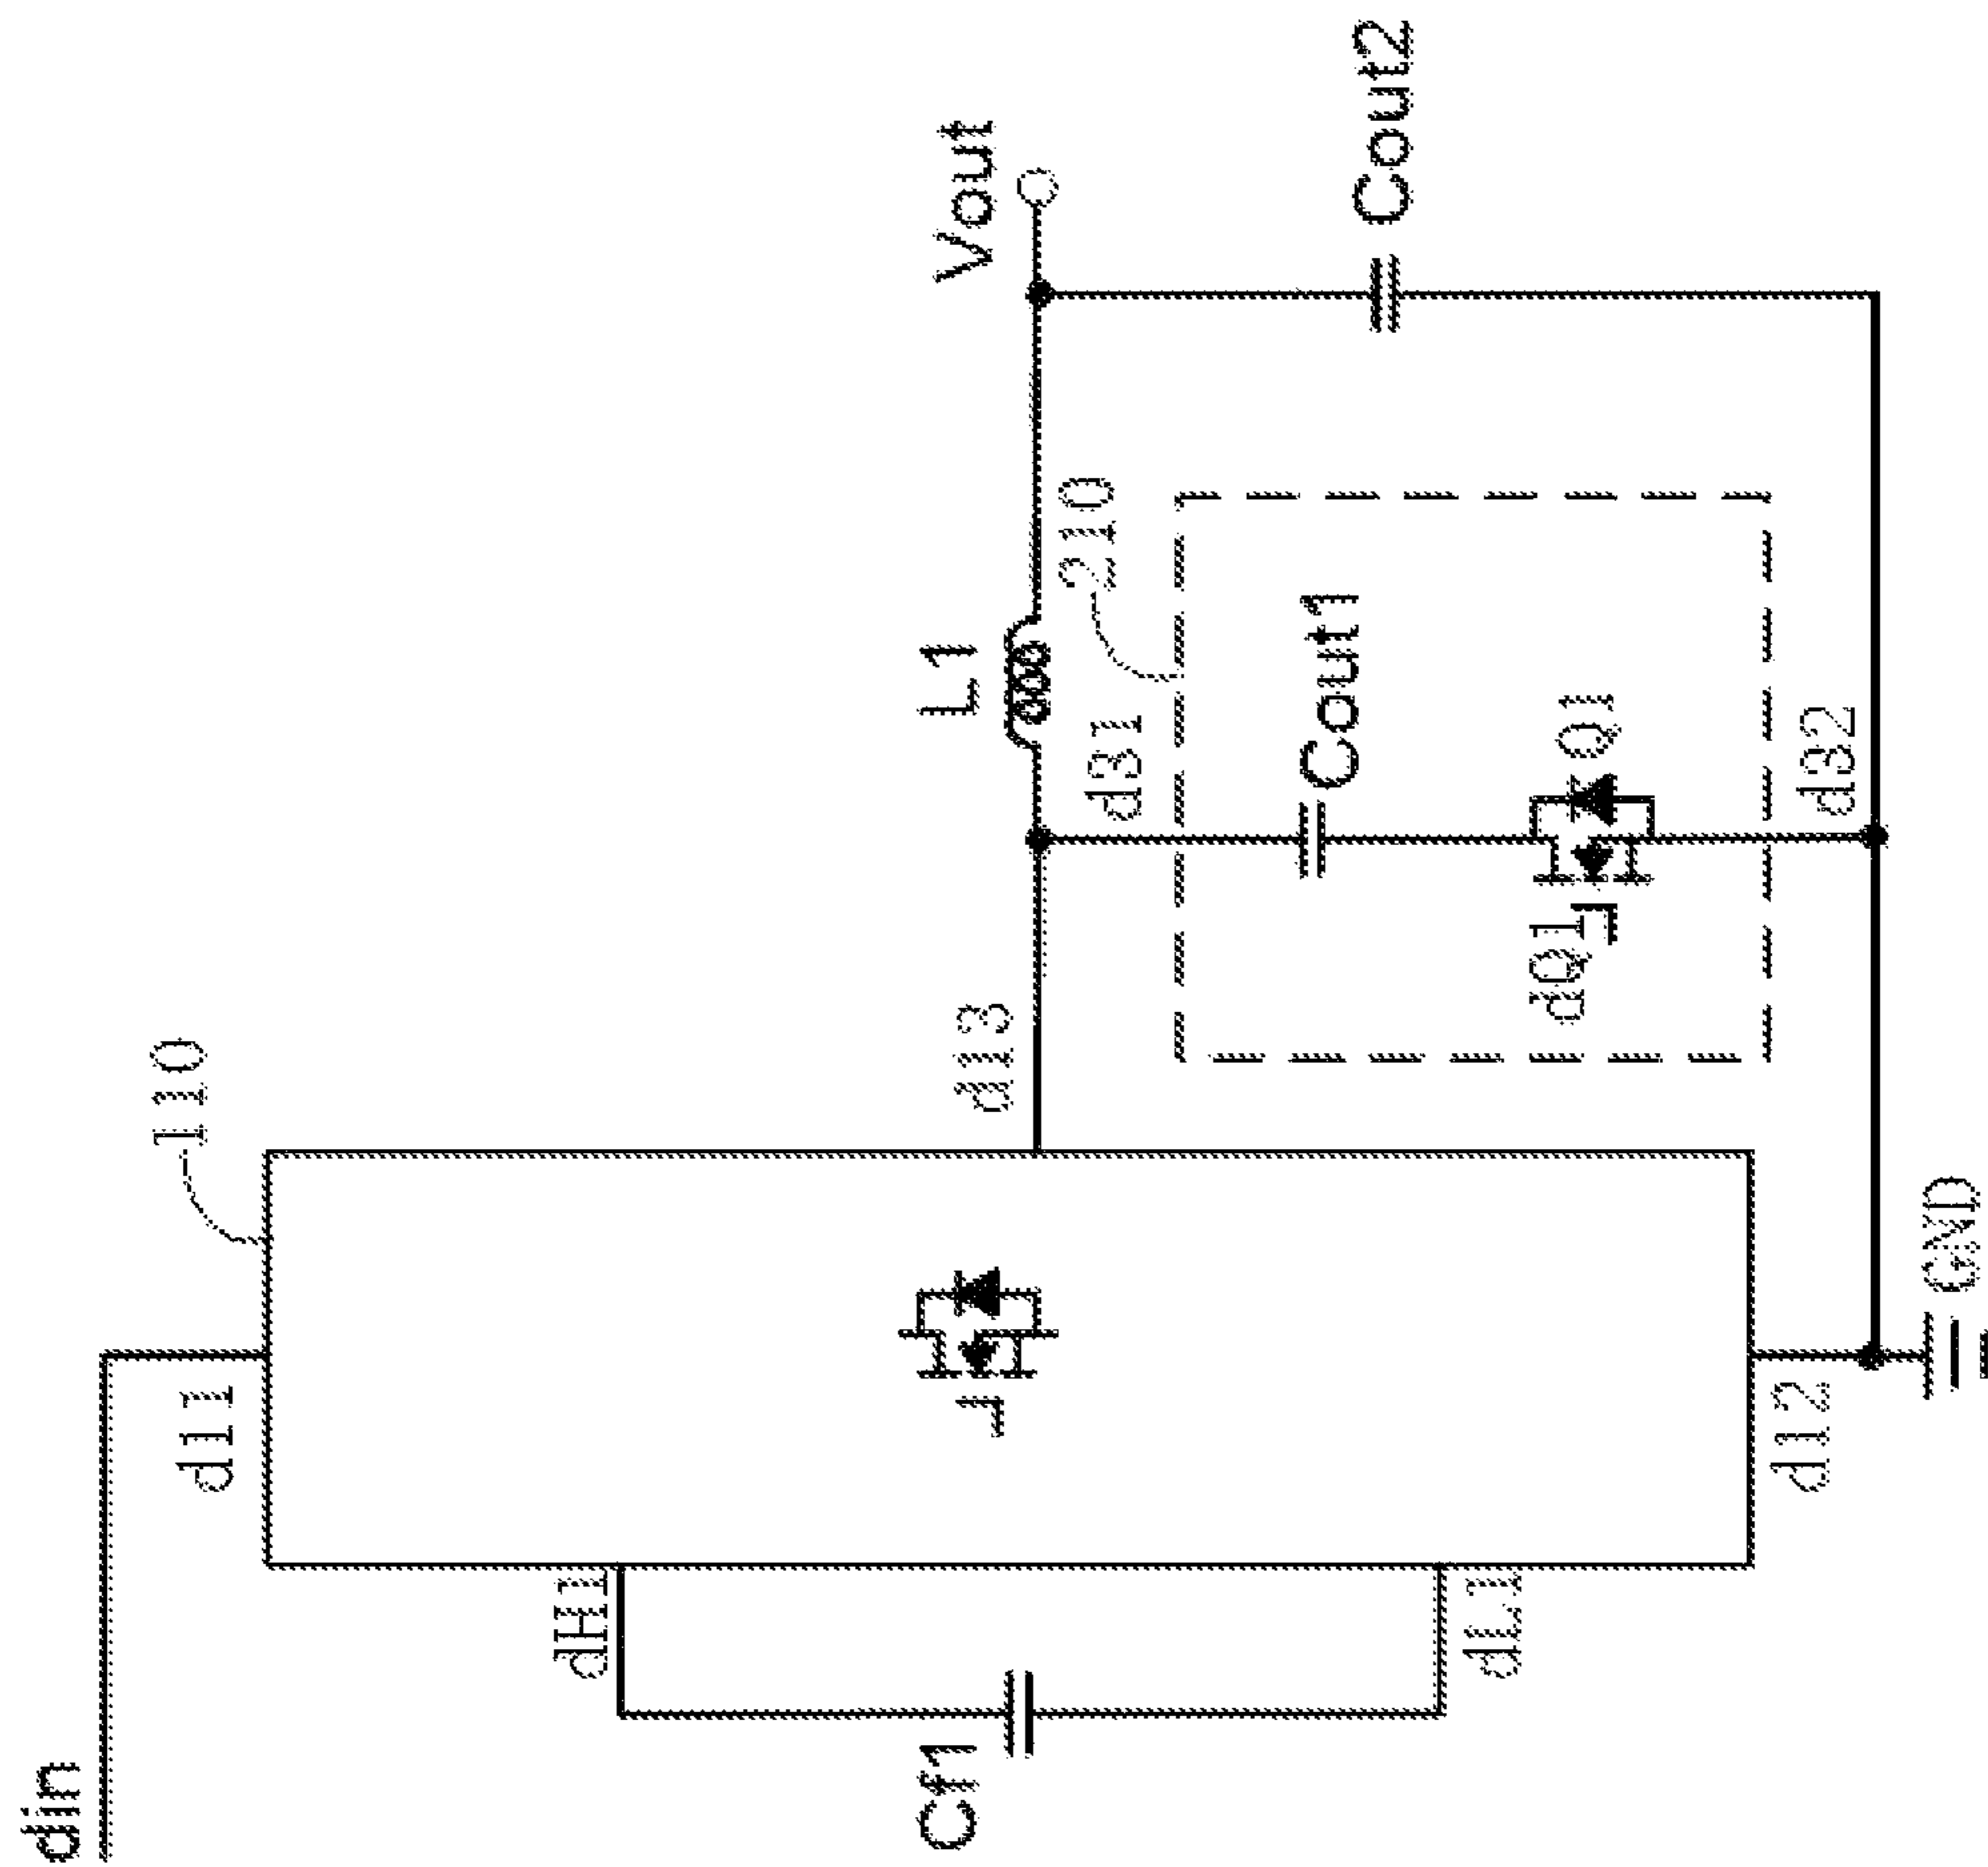 din
d11
110
dH1
Cf1
dL1
d12
GND
d13
L1
Vout
d31
210
Cout1
Q1
dQ1
d32
Cout2